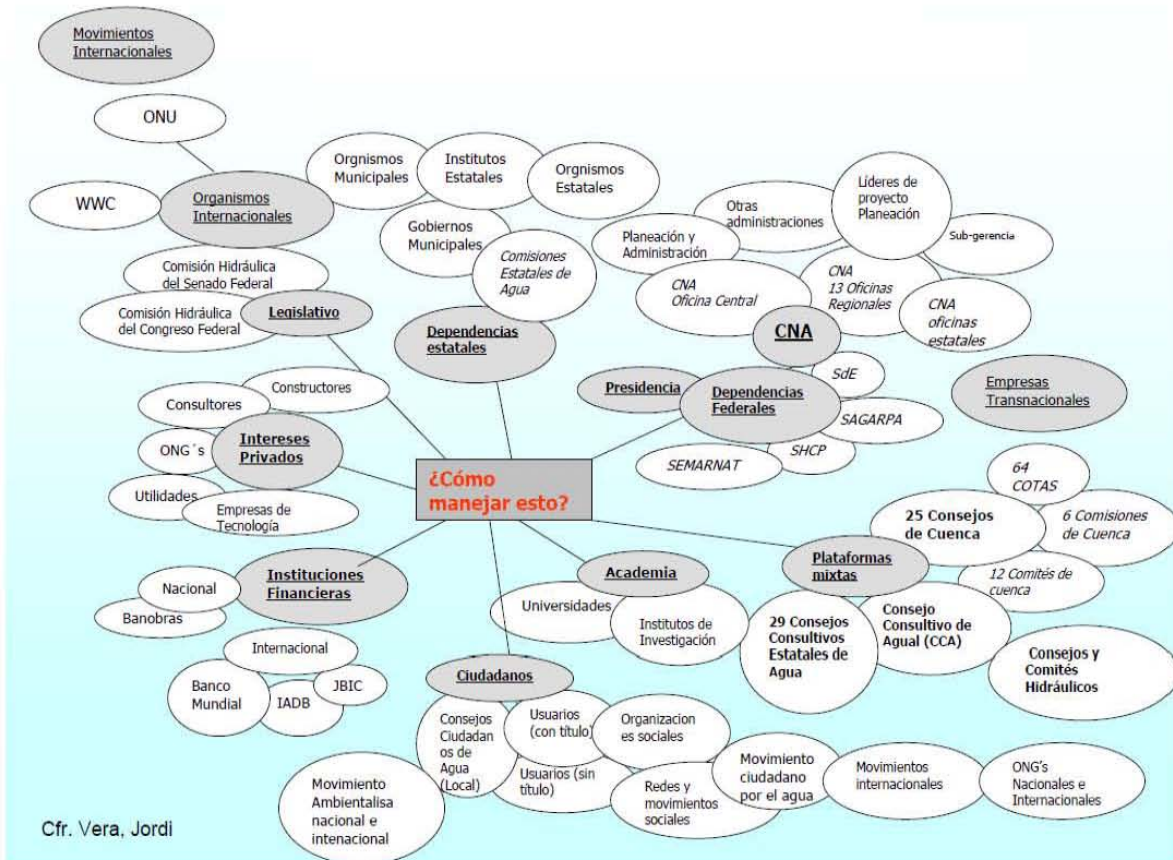 Movimientos
Internacionales
ONU
WWC
Organismos
Internacionales
Orgnismos
Municipales
Institutos
Estatales
Orgnismos
Estatales
Gobiernos
Municipales
Comisiones
Estatales de
Agua
Líderes de
proyecto
Planeación
Otras
administraciones
Sub-gerencia
Planeación y
Administración
CNA
Oficina Central
CNA
13 Oficinas
Regionales
CNA
oficinas
estatales
Comisión Hidráulica
del Senado Federal
Comisión Hidráulica
del Congreso Federal
Legislativo
Dependencias
estatales
CNA
Presidencia
Dependencias
Federales
SdE
SAGARPA
SHCP
SEMARNAT
Empresas
Transnacionales
Constructores
Consultores
ONG´s
Intereses
Privados
Utilidades
Empresas de
Tecnología
¿Cómo
manejar esto?
64
COTAS
25 Consejos
de Cuenca
6 Comisiones
de Cuenca
12 Comités de
cuenca
Plataformas
mixtas
Consejo
Consultivo de
Agual (CCA)
29 Consejos
Consultivos
Estatales de
Agua
Consejos y
Comités
Hidráulicos
Academia
Universidades
Institutos de
Investigación
Instituciones
Financieras
Nacional
Banobras
Internacional
Banco
Mundial
IADB
JBIC
Ciudadanos
Consejos
Ciudadan
os de
Agua
(Local)
Usuarios
(con título)
Usuarios (sin
título)
Organizacion
es sociales
Redes y
movimientos
sociales
Movimiento
ciudadano
por el agua
Movimientos
internacionales
ONG's
Nacionales e
Internacionales
Movimiento
Ambientalisa
nacional e
intenacional
Cfr. Vera, Jordi